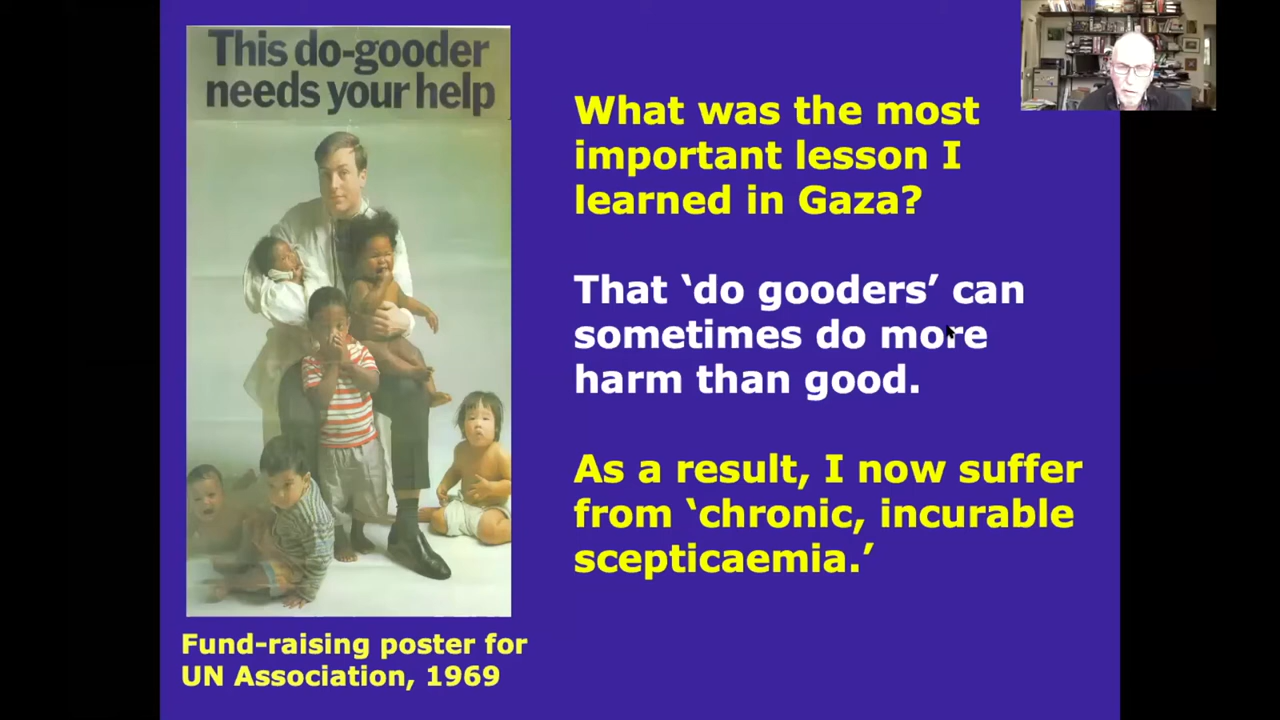 This do-gooder
needs your help
What was the most
important lesson I
learned in Gaza?
That ‘do gooders’ can
sometimes do more
harm than good.
As a result, I now suffer
from ‘chronic, incurable
scepticaemia.’
Fund-raising poster for
UN Association, 1969